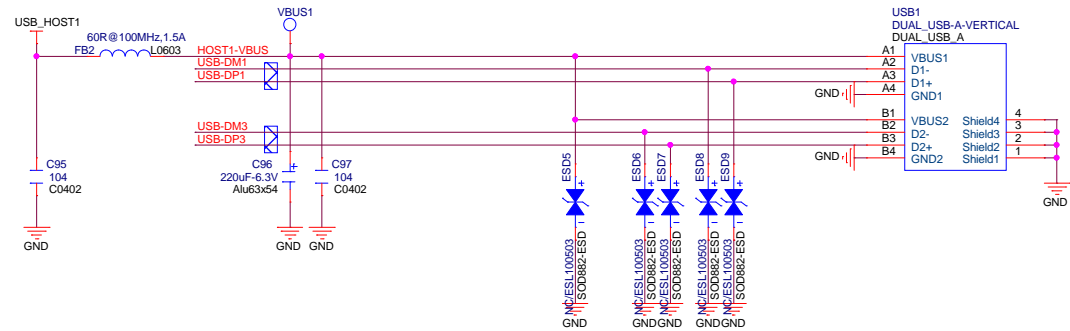 USB_HOST1
60R@100MHz,1.5A
FB2
L0603
VBUS1
HOST1-VBUS
USB-DM1
USB-DP1
USB-DM3
USB-DP3
USB1
DUAL_USB-A-VERTICAL
DUAL_USB_A
A1
VBUS1
A2
D1-
A3
D1+
A4
GND1
GND
B1
VBUS2
B2
D2-
B3
D2+
B4
GND2
GND
Shield4
4
Shield3
3
Shield2
2
Shield1
1
GND
C95
104
C0402
GND
C96
220uF-6.3V
Alu63x54
GND
C97
104
C0402
GND
ESD5
NC/ESL100503
SOD882-ESD
GND
ESD6
NC/ESL100503
SOD882-ESD
GND
ESD7
NC/ESL100503
SOD882-ESD
GND
ESD8
NC/ESL100503
SOD882-ESD
GND
ESD9
NC/ESL100503
SOD882-ESD
GND